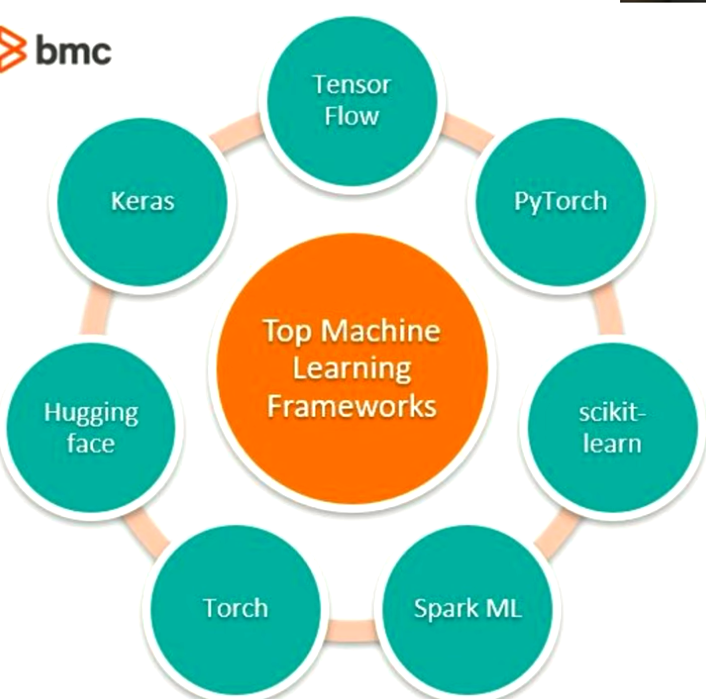 bmc
Tensor
Flow
Keras
PyTorch
Top Machine
Learning
Frameworks
Hugging
face
scikit-
learn
Torch
Spark ML